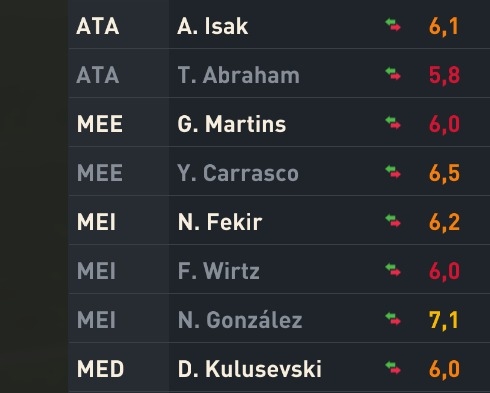 ATA A. Isak 6,1
ATA T. Abraham 5,8
MEE G. Martins 6,0
MEE Y. Carrasco 6,5
MEI N. Fekir 6,2
MEI F. Wirtz 6,0
MEI N. González 7,1
MED D. Kulusevski 6,0